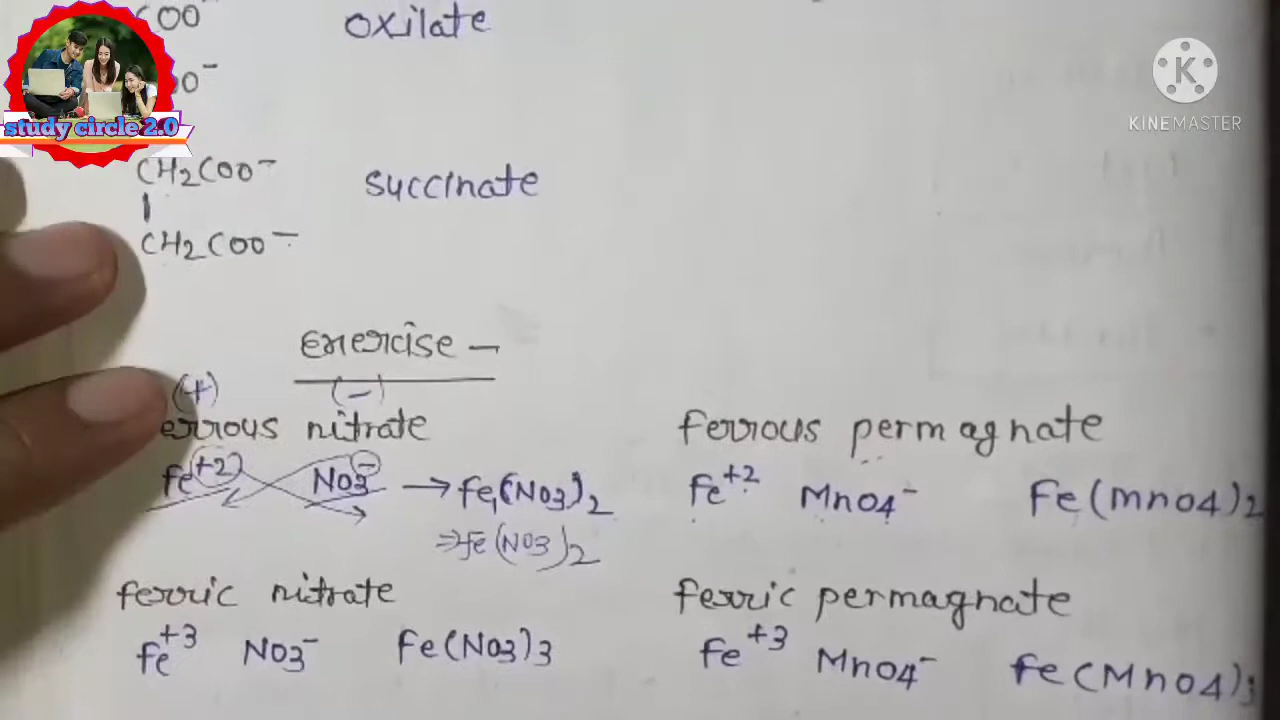 COO oxilate
OO⁻
study circle 2.0
KINEMASTER
CH2COO⁻ succinate
CH2COO⁻
Exercise –
(+) (–)
errous nitrate ferrous permagnate
Fe+2 NO3⁻ → Fe1(NO3)2 Fe+2 MnO4⁻ Fe(mnO4)2
⇒ Fe(NO3)2
ferric nitrate ferric permagnate
Fe+3 NO3⁻ Fe(NO3)3 Fe+3 MnO4⁻ Fe(MnO4)3